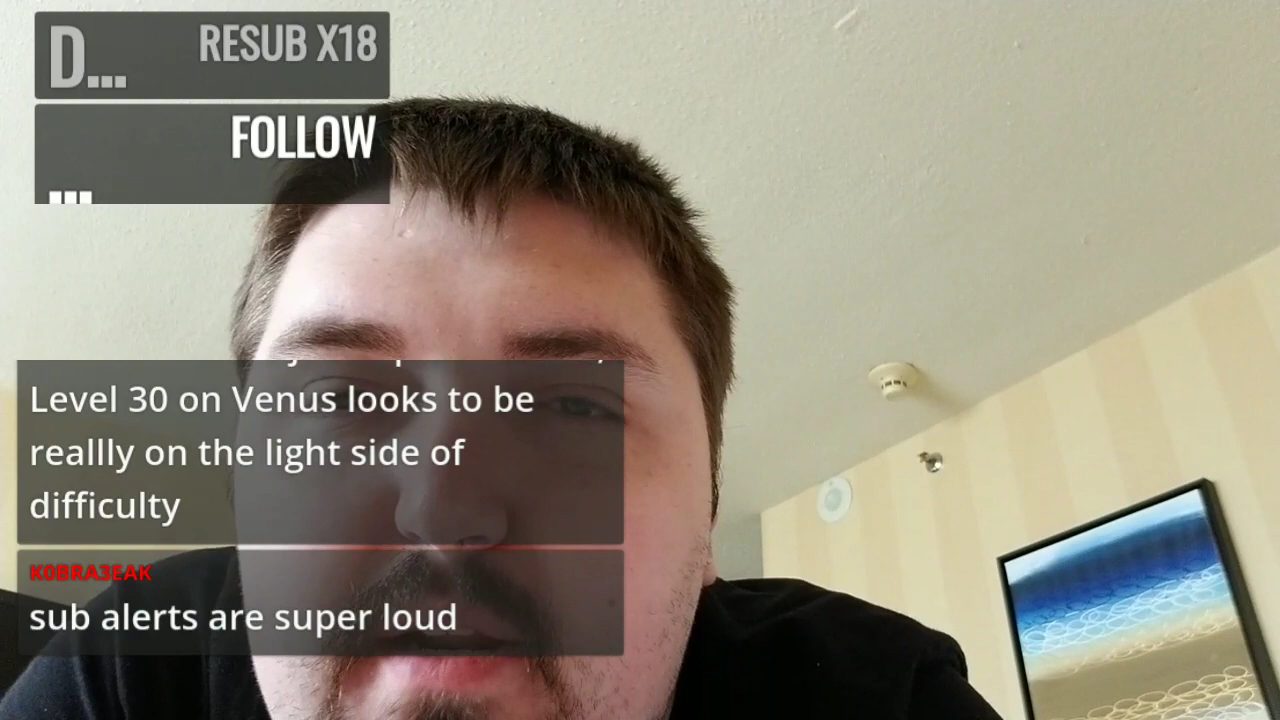 D... RESUB X18
FOLLOW
...
Level 30 on Venus looks to be
reallly on the light side of
difficulty
K0BRA3EAK
sub alerts are super loud